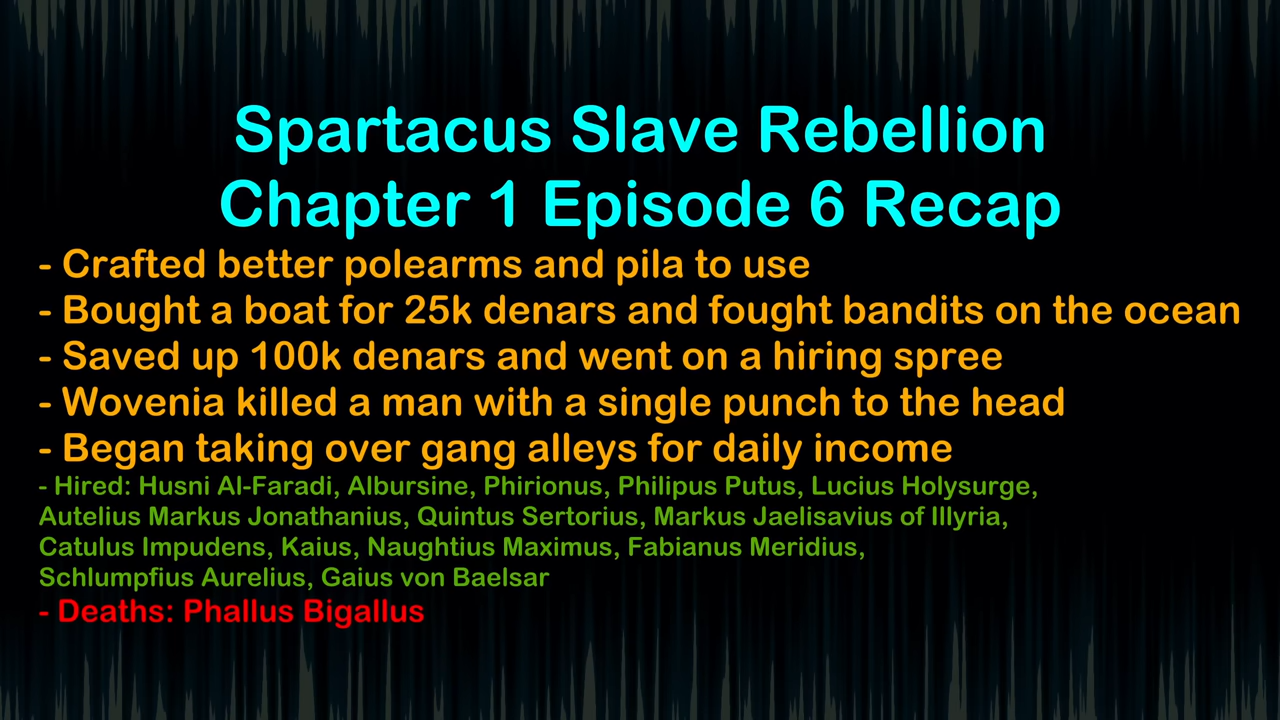 Spartacus Slave Rebellion
Chapter 1 Episode 6 Recap
- Crafted better polearms and pila to use
- Bought a boat for 25k denars and fought bandits on the ocean
- Saved up 100k denars and went on a hiring spree
- Wovenia killed a man with a single punch to the head
- Began taking over gang alleys for daily income
- Hired: Husni Al-Faradi, Albursine, Phirionus, Philipus Putus, Lucius Holysurge,
Autelius Markus Jonathanius, Quintus Sertorius, Markus Jaelisavius of Illyria,
Catulus Impudens, Kaius, Naughtius Maximus, Fabianus Meridius,
Schlumpfius Aurelius, Gaius von Baelsar
- Deaths: Phallus Bigallus